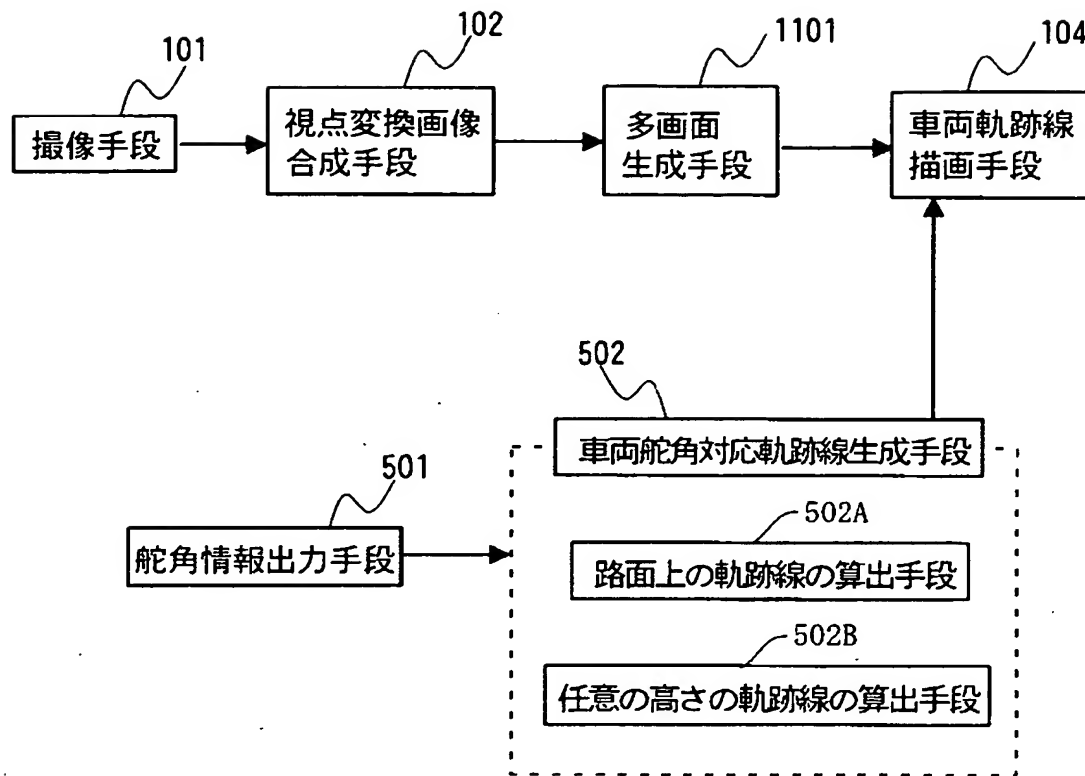 101
102
1101
104
撮像手段
視点変換画像
合成手段
多画面
生成手段
車両軌跡線
描画手段
502
車両舵角対応軌跡線生成手段
501
舵角情報出力手段
502A
路面上の軌跡線の算出手段
502B
任意の高さの軌跡線の算出手段